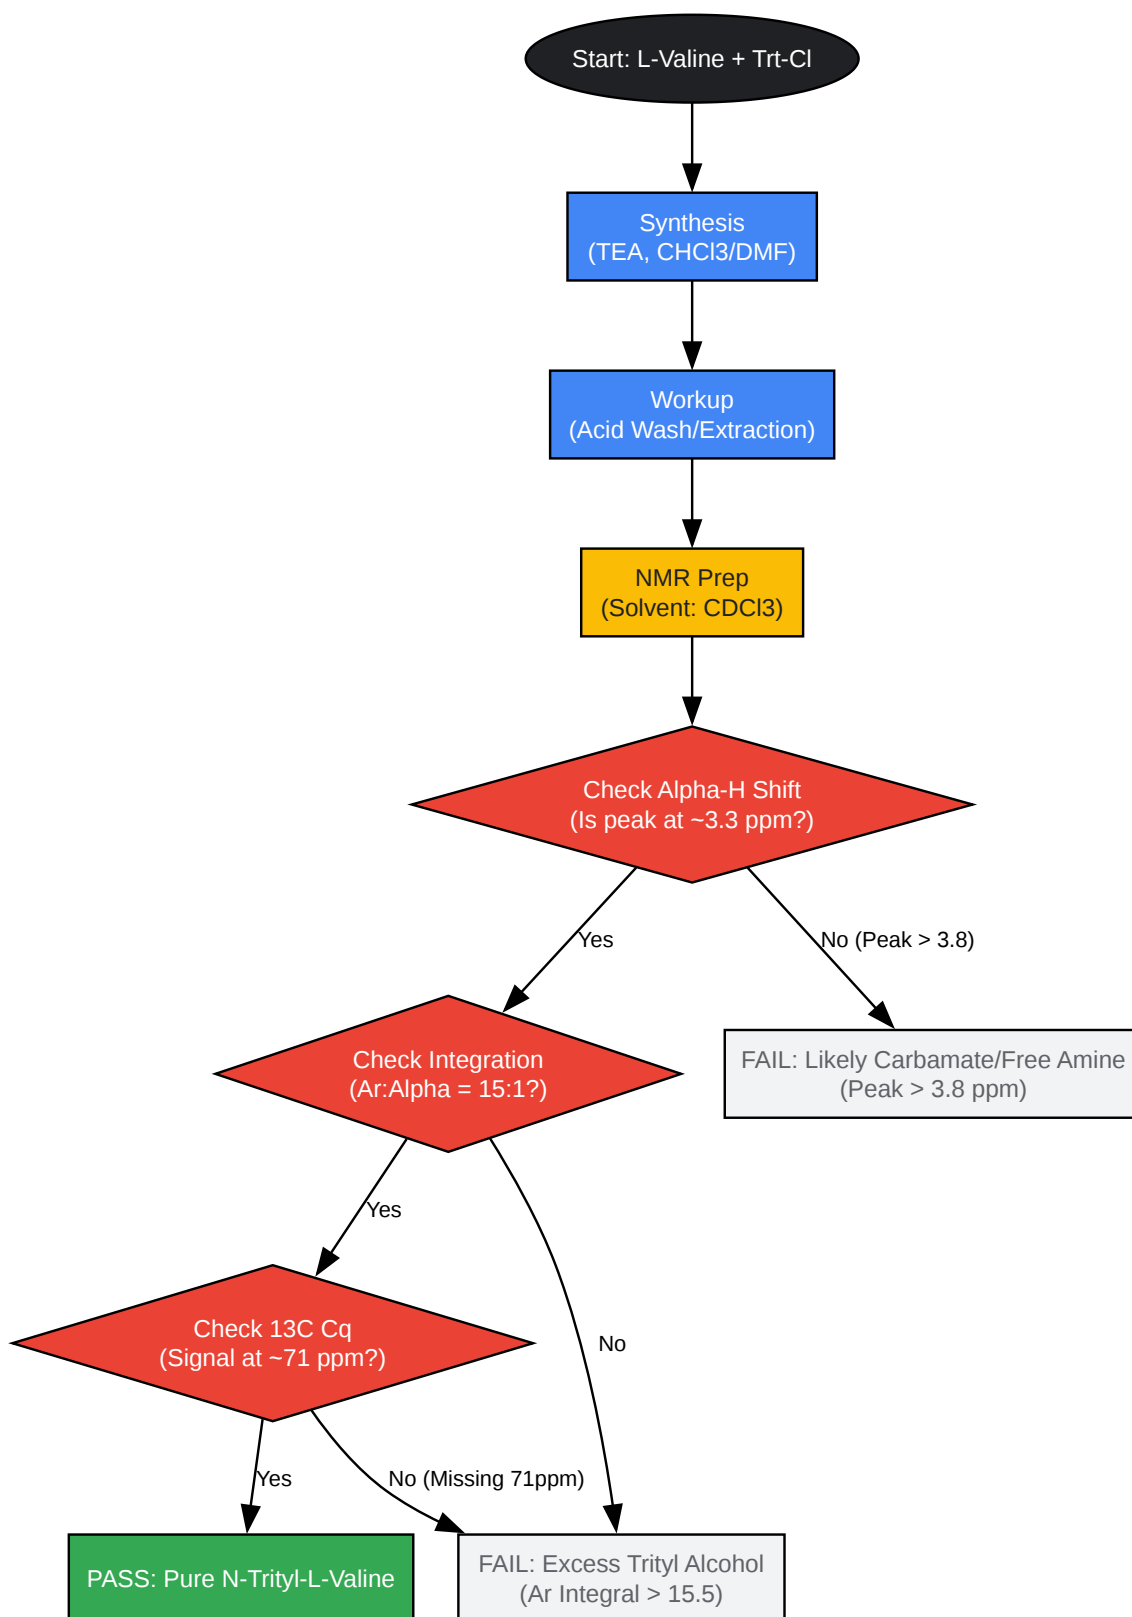 Start: L-Valine + Trt-Cl
Synthesis
(TEA, CHCl3/DMF)
Workup
(Acid Wash/Extraction)
NMR Prep
(Solvent: CDCl3)
Check Alpha-H Shift
(Is peak at ~3.3 ppm?)
Yes
No (Peak > 3.8)
Check Integration
(Ar:Alpha = 15:1?)
FAIL: Likely Carbamate/Free Amine
(Peak > 3.8 ppm)
Yes
No
Check 13C Cq
(Signal at ~71 ppm?)
Yes
No (Missing 71ppm)
PASS: Pure N-Trityl-L-Valine
FAIL: Excess Trityl Alcohol
(Ar Integral > 15.5)